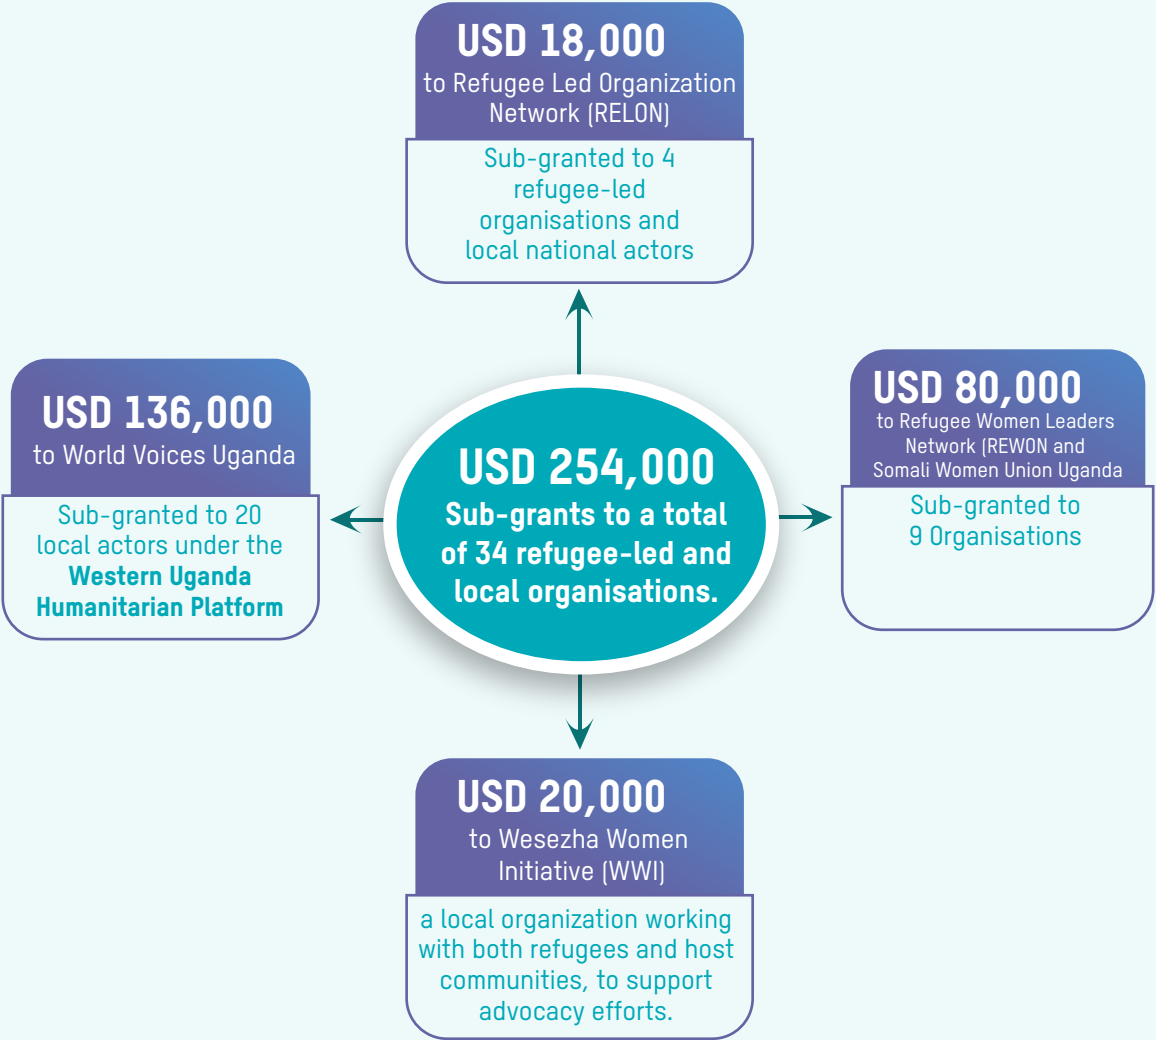 USD 18,000
to Refugee Led Organization
Network (RELON)
Sub-granted to 4
refugee-led
organisations and
local national actors
USD 136,000
to World Voices Uganda
Sub-granted to 20
local actors under the
Western Uganda
Humanitarian Platform
USD 254,000
Sub-grants to a total
of 34 refugee-led and
local organisations.
USD 80,000
to Refugee Women Leaders
Network (REWON and
Somali Women Union Uganda
Sub-granted to
9 Organisations
USD 20,000
to Wesezha Women
Initiative (WWI)
a local organization working
with both refugees and host
communities, to support
advocacy efforts.